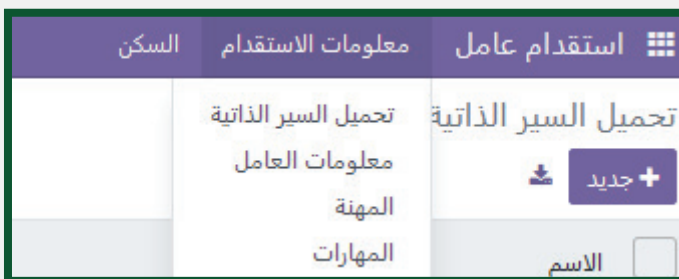 استقدام عامل معلومات الاستقدام السكن
تحميل السير الذاتية
تحميل السير الذاتية
معلومات العامل
+ جديد
المهنة
المهارات
الاسم